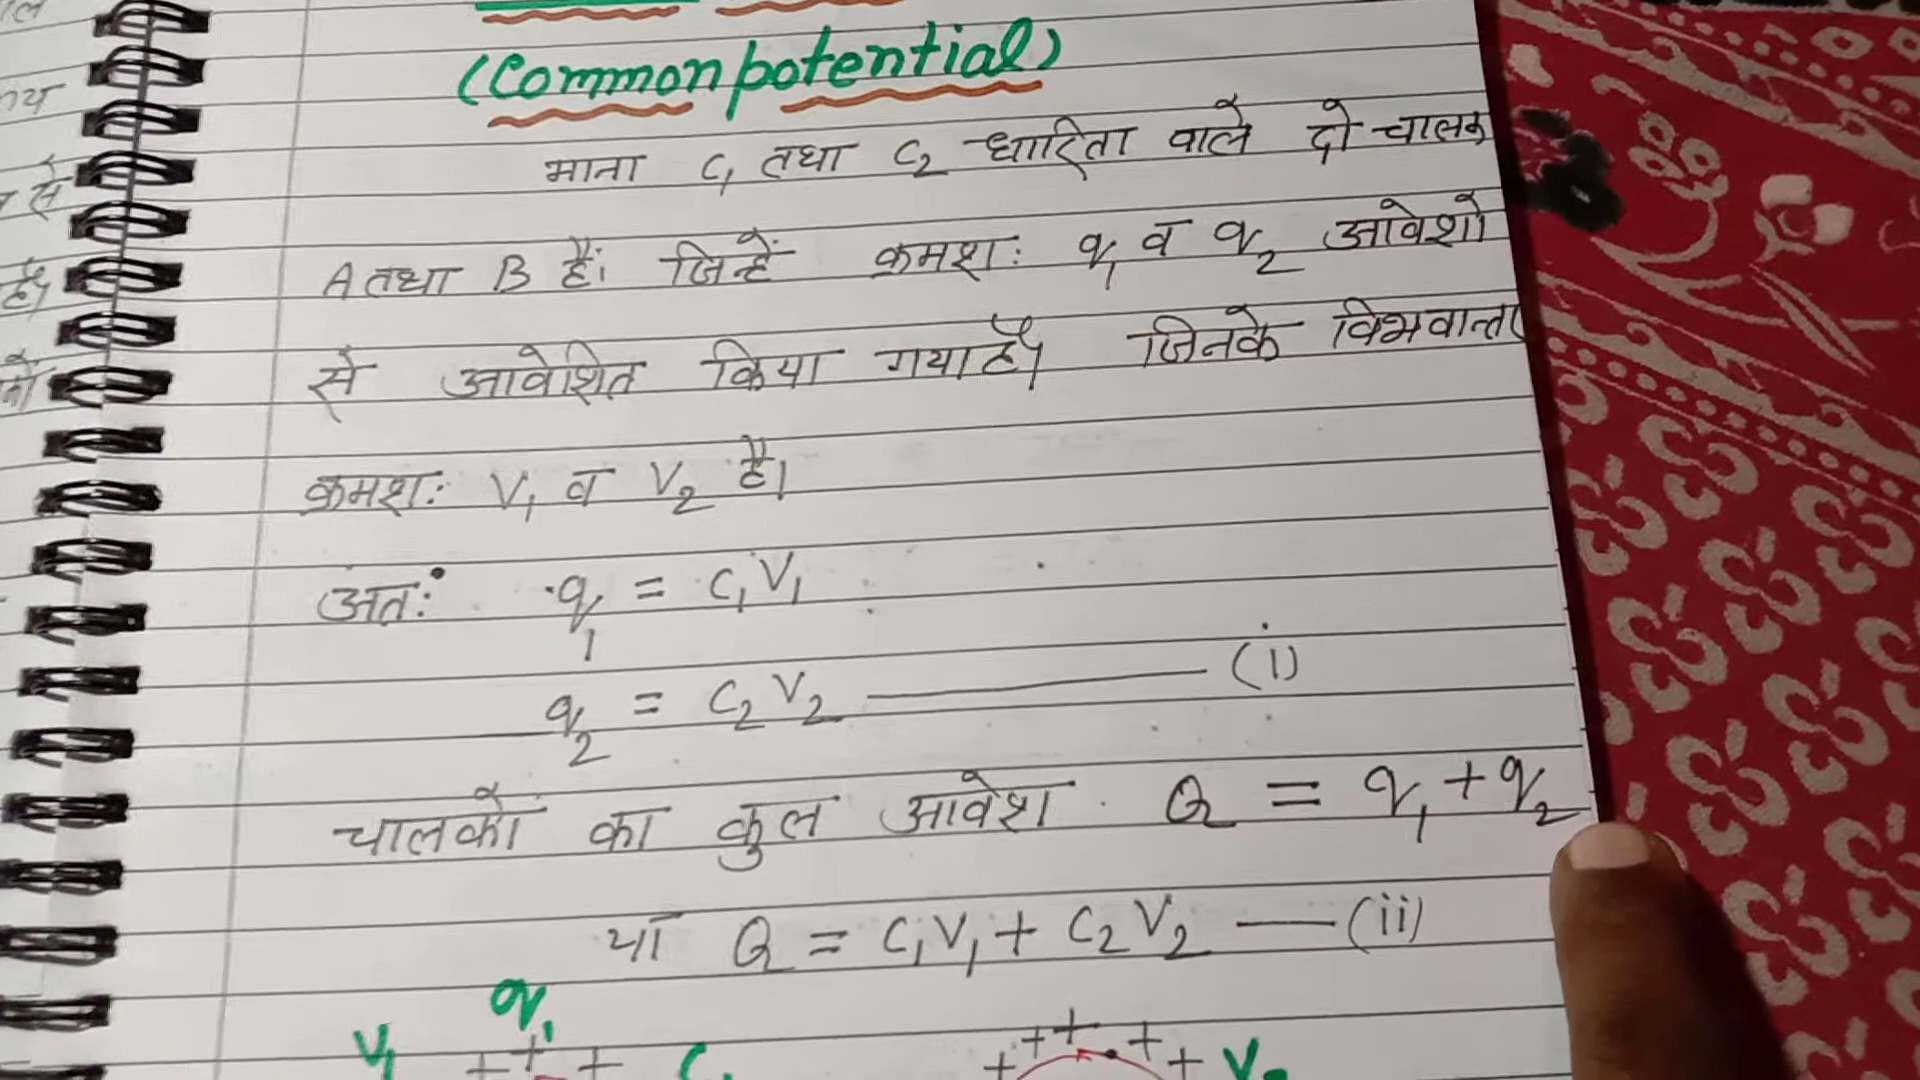 (Common potential)
माना C₁ तथा C₂ धारिता वाले दो चालक
A तथा B हैं। जिन्हें क्रमशः q₁ व q₂ आवेशों
से आवेशित किया गया है। जिनके विभवान्तर
क्रमशः V₁ व V₂ है।
अतः q₁ = C₁V₁
q₂ = C₂V₂ ——— (i)
चालकों का कुल आवेश Q = q₁ + q₂
या Q = C₁V₁ + C₂V₂ — (ii)
q₁
V₁ + + + C + + + + + V₂